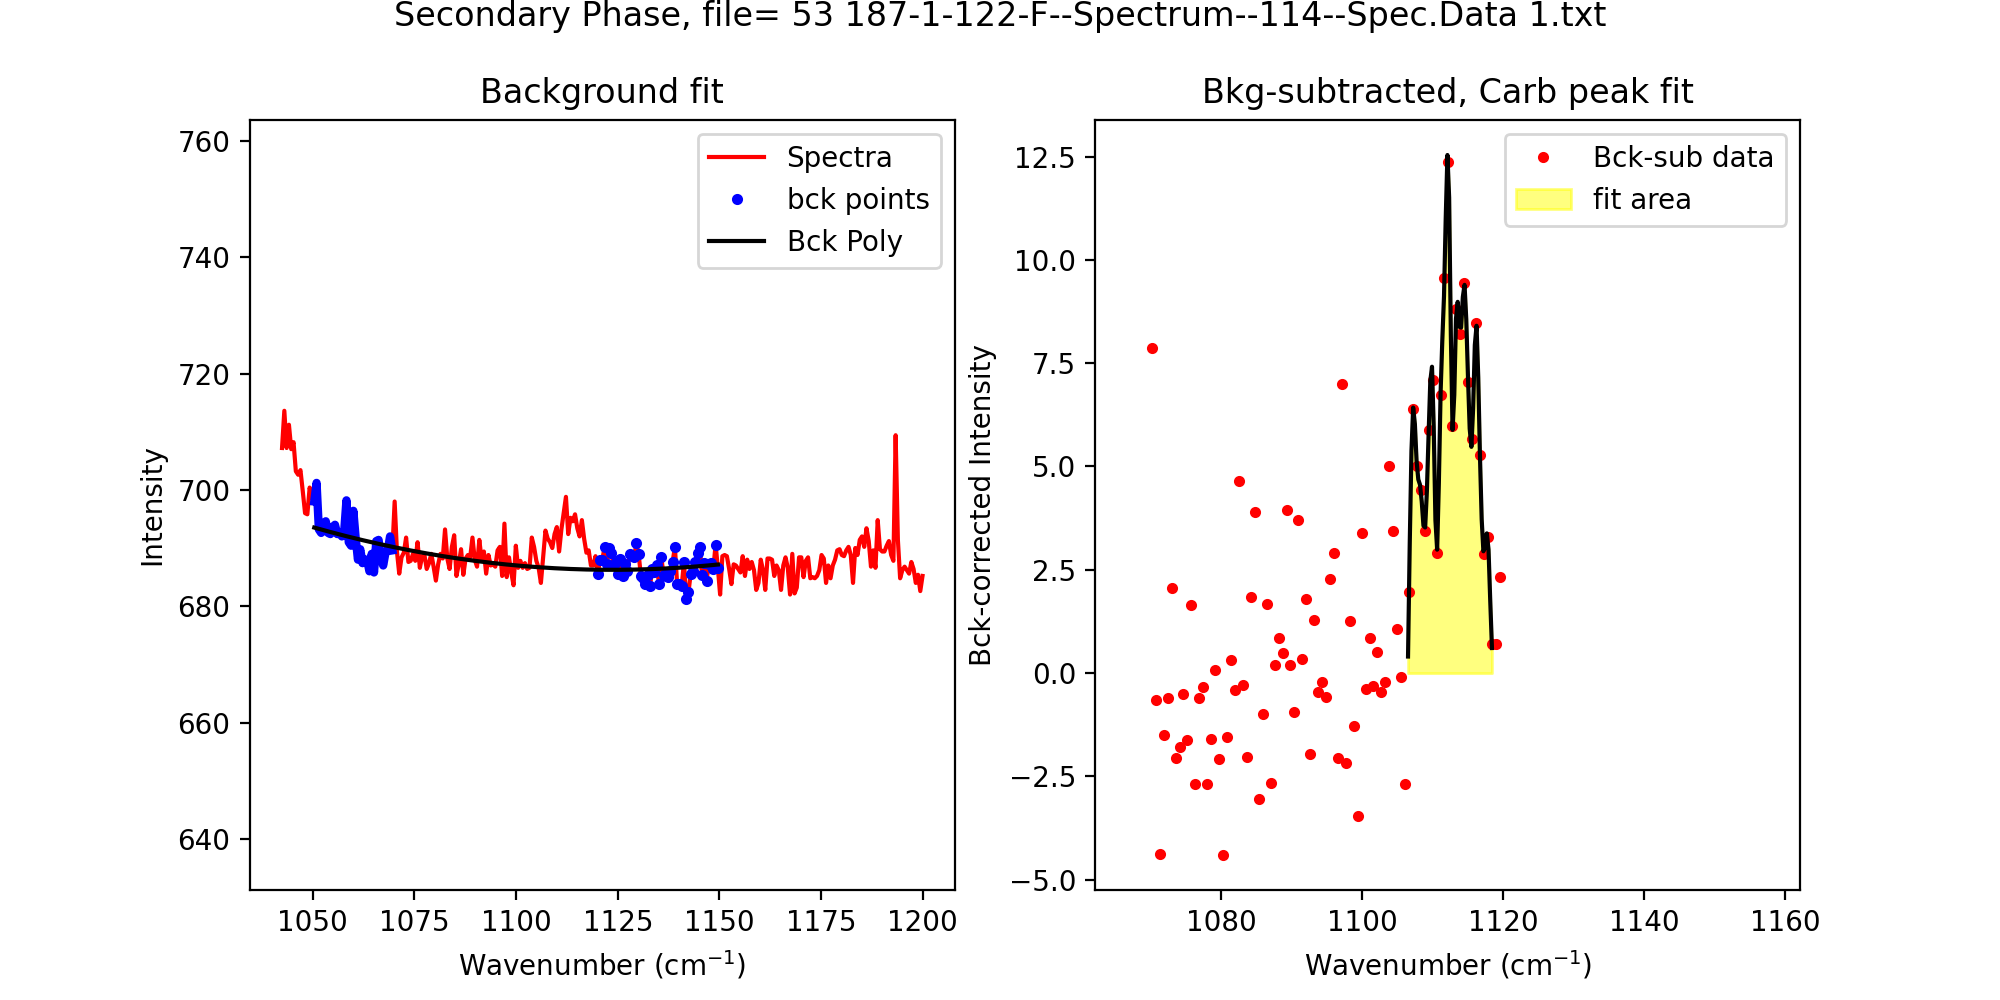 Secondary Phase, file= 53 187-1-122-F--Spectrum--114--Spec.Data 1.txt
Background fit
760
740
720
700
680
660
640
Intensity
Spectra
bck points
Bck Poly
1050 1075 1100 1125 1150 1175 1200
Wavenumber (cm⁻¹)
Bkg-subtracted, Carb peak fit
12.5
10.0
7.5
5.0
2.5
0.0
−2.5
−5.0
Bck-corrected Intensity
Bck-sub data
fit area
1080 1100 1120 1140 1160
Wavenumber (cm⁻¹)